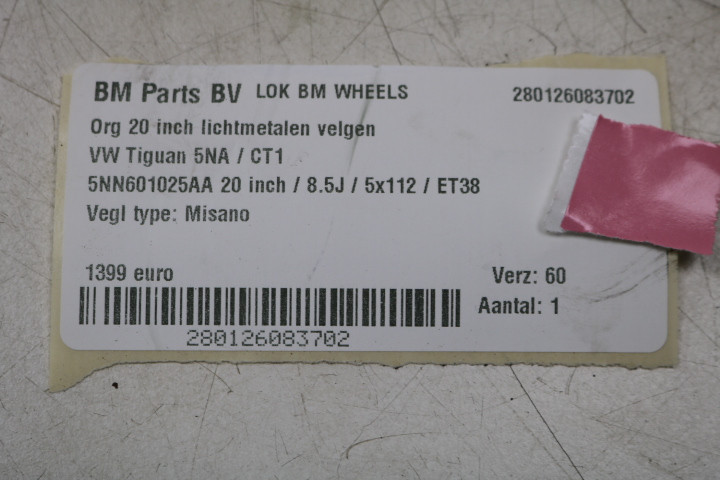 BM Parts BV LOK BM WHEELS 280126083702
Org 20 inch lichtmetalen velgen
VW Tiguan 5NA / CT1
5NN601025AA 20 inch / 8.5J / 5x112 / ET38
Vegl type: Misano
1399 euro Verz: 60
Aantal: 1
280126083702